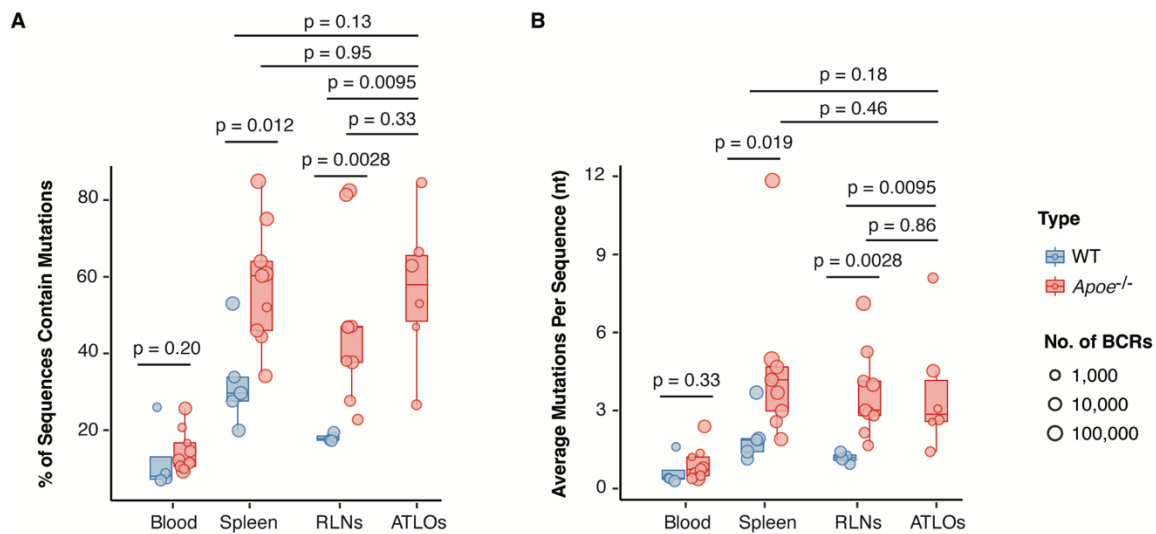 A
p = 0.13
p = 0.95
p = 0.0095
p = 0.33
p = 0.012
p = 0.0028
p = 0.20
% of Sequences Contain Mutations
80
60
40
20
Blood
Spleen
RLNs
ATLOs
B
p = 0.18
p = 0.46
p = 0.019
p = 0.0095
p = 0.86
p = 0.0028
p = 0.33
Average Mutations Per Sequence (nt)
12
9
6
3
0
Blood
Spleen
RLNs
ATLOs
Type
WT
Apoe-/-
No. of BCRs
1,000
10,000
100,000